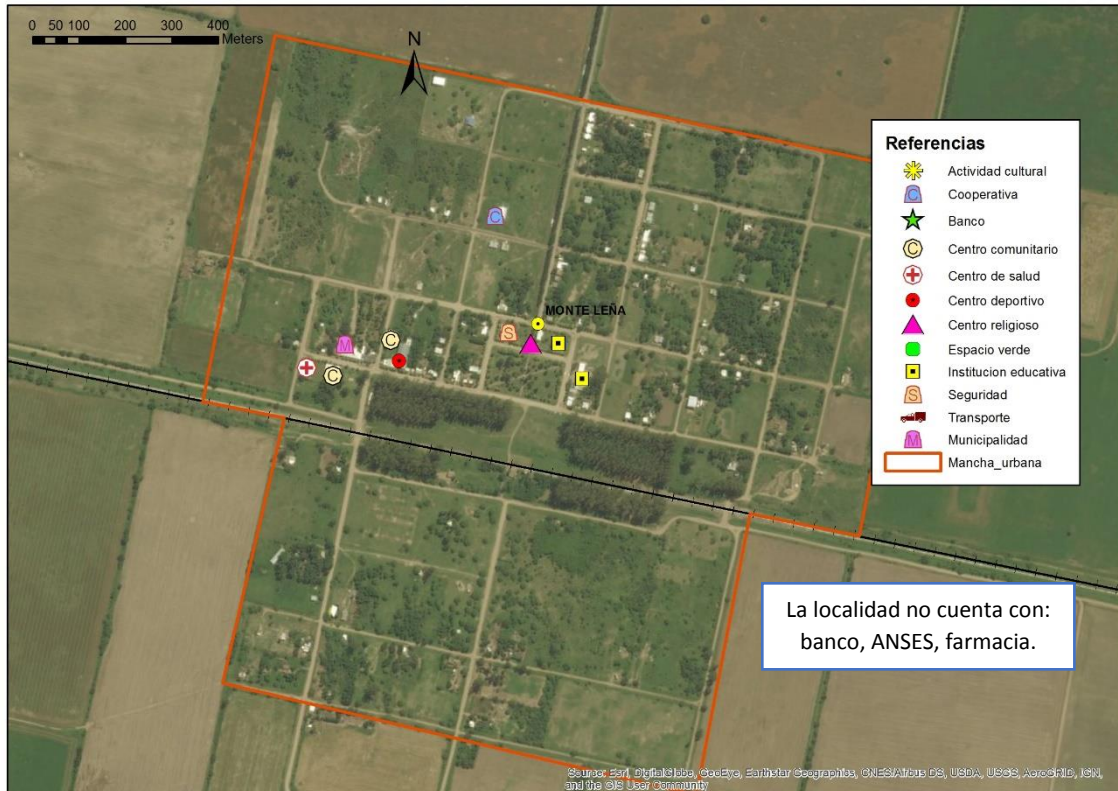 0 50 100 200 300 400
Meters
N
Referencias
Actividad cultural
C Cooperativa
Banco
C Centro comunitario
Centro de salud
Centro deportivo
Centro religioso
Espacio verde
Institucion educativa
S Seguridad
Transporte
M Municipalidad
Mancha_urbana
C
MONTE LEÑA
S
M
C
C
La localidad no cuenta con:
banco, ANSES, farmacia.
Source: Esri, DigitalGlobe, GeoEye, Earthstar Geographics, CNES/Airbus DS, USDA, USGS, AeroGRID, IGN,
and the GIS User Community